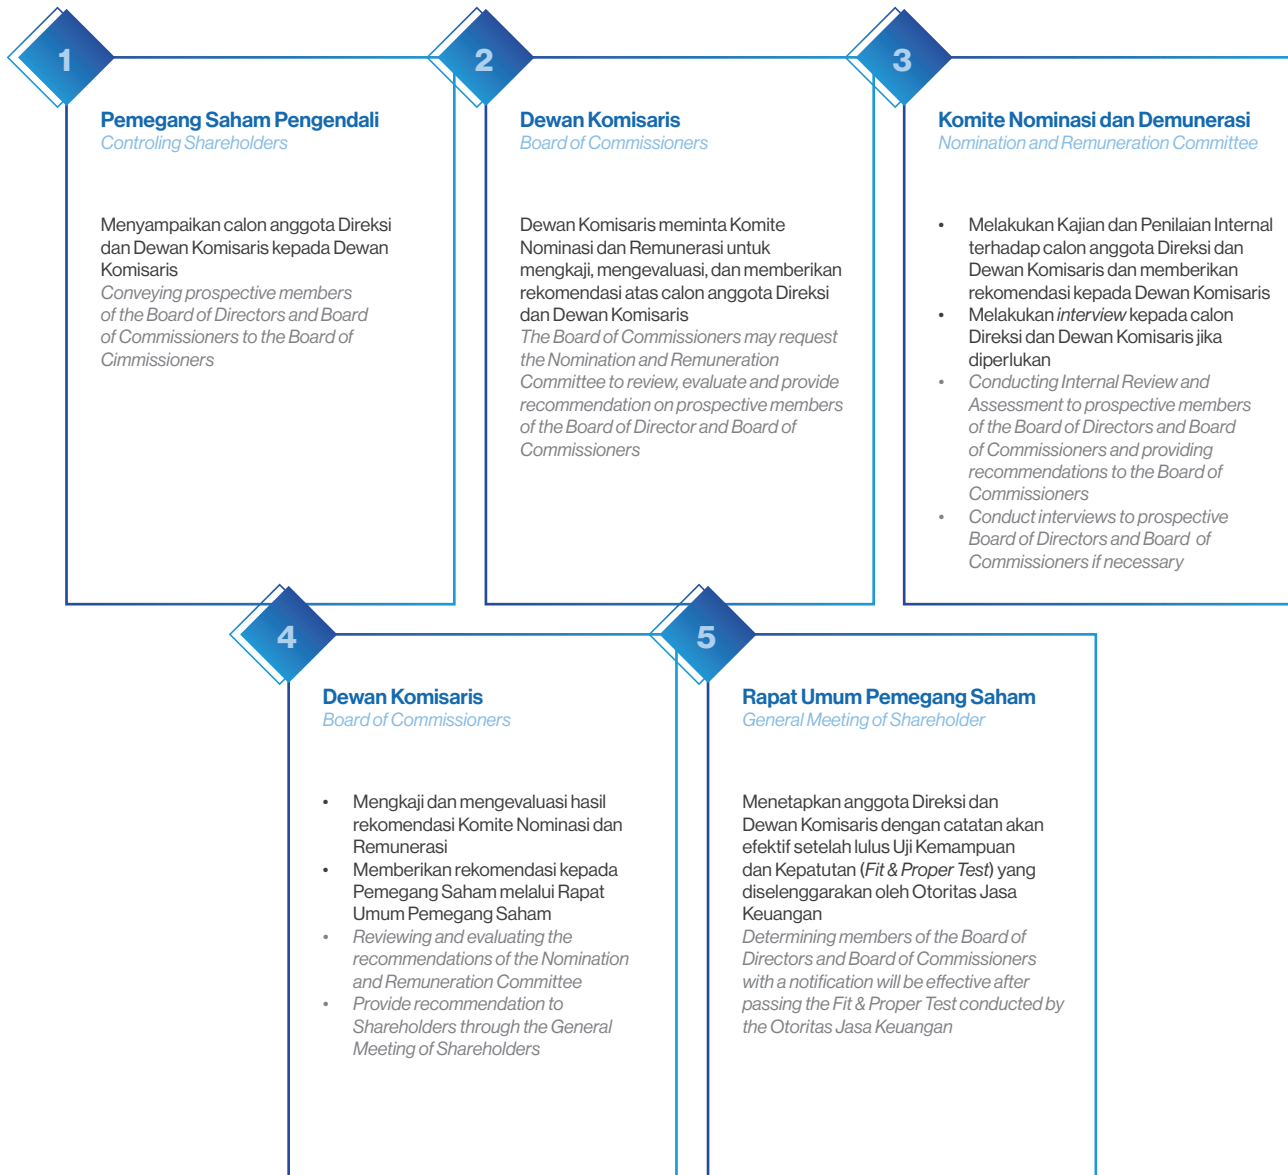 1
Pemegang Saham Pengendali
Controling Shareholders
Menyampaikan calon anggota Direksi
dan Dewan Komisaris kepada Dewan
Komisaris
Conveying prospective members
of the Board of Directors and Board
of Commissioners to the Board of
Cimmissioners
2
Dewan Komisaris
Board of Commissioners
Dewan Komisaris meminta Komite
Nominasi dan Remunerasi untuk
mengkaji, mengevaluasi, dan memberikan
rekomendasi atas calon anggota Direksi
dan Dewan Komisaris
The Board of Commissioners may request
the Nomination and Remuneration
Committee to review, evaluate and provide
recommendation on prospective members
of the Board of Director and Board of
Commissioners
3
Komite Nominasi dan Demunerasi
Nomination and Remuneration Committee
• Melakukan Kajian dan Penilaian Internal
terhadap calon anggota Direksi dan
Dewan Komisaris dan memberikan
rekomendasi kepada Dewan Komisaris
• Melakukan interview kepada calon
Direksi dan Dewan Komisaris jika
diperlukan
• Conducting Internal Review and
Assessment to prospective members
of the Board of Directors and Board
of Commissioners and providing
recommendations to the Board of
Commissioners
• Conduct interviews to prospective
Board of Directors and Board of
Commissioners if necessary
4
Dewan Komisaris
Board of Commissioners
• Mengkaji dan mengevaluasi hasil
rekomendasi Komite Nominasi dan
Remunerasi
• Memberikan rekomendasi kepada
Pemegang Saham melalui Rapat
Umum Pemegang Saham
• Reviewing and evaluating the
recommendations of the Nomination
and Remuneration Committee
• Provide recommendation to
Shareholders through the General
Meeting of Shareholders
5
Rapat Umum Pemegang Saham
General Meeting of Shareholder
Menetapkan anggota Direksi dan
Dewan Komisaris dengan catatan akan
efektif setelah lulus Uji Kemampuan
dan Kepatutan (Fit & Proper Test) yang
diselenggarakan oleh Otoritas Jasa
Keuangan
Determining members of the Board of
Directors and Board of Commissioners
with a notification will be effective after
passing the Fit & Proper Test conducted by
the Otoritas Jasa Keuangan